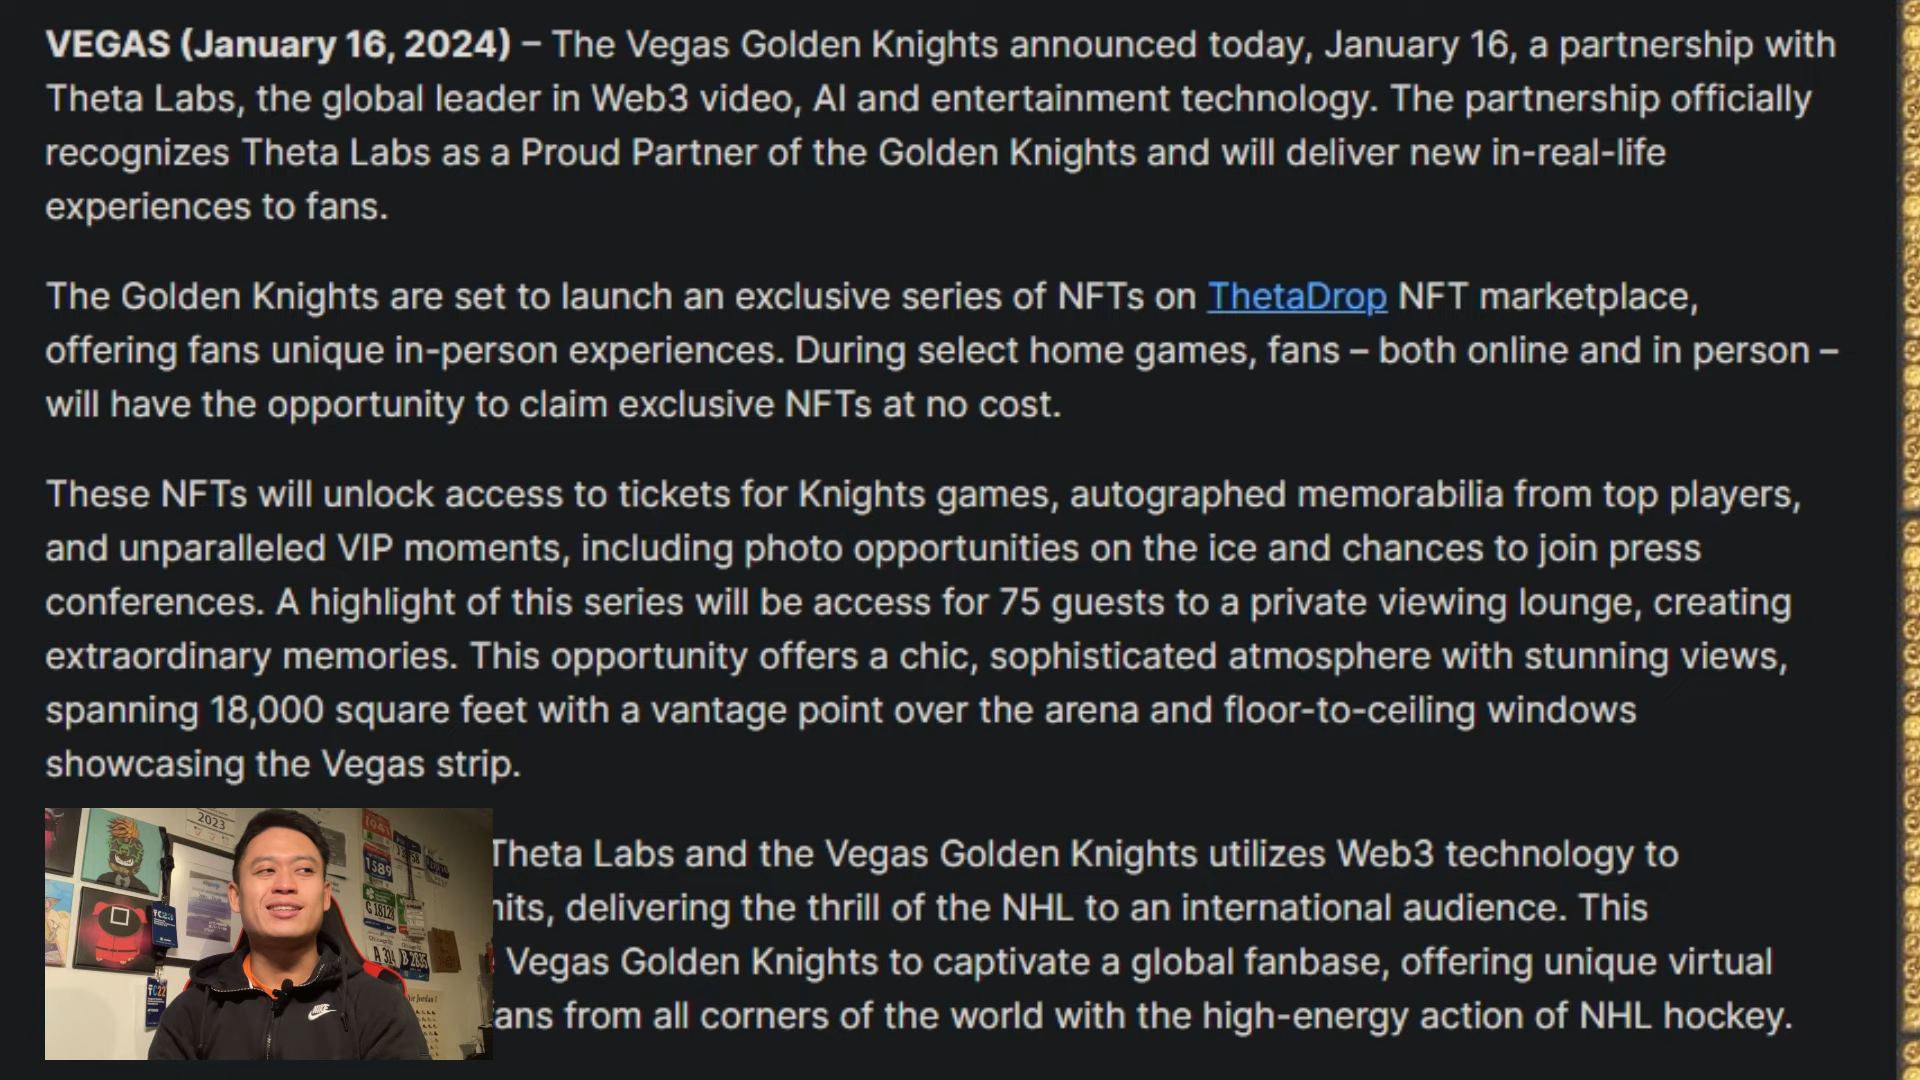 VEGAS (January 16, 2024) – The Vegas Golden Knights announced today, January 16, a partnership with
Theta Labs, the global leader in Web3 video, AI and entertainment technology. The partnership officially
recognizes Theta Labs as a Proud Partner of the Golden Knights and will deliver new in-real-life
experiences to fans.
The Golden Knights are set to launch an exclusive series of NFTs on ThetaDrop NFT marketplace,
offering fans unique in-person experiences. During select home games, fans – both online and in person –
will have the opportunity to claim exclusive NFTs at no cost.
These NFTs will unlock access to tickets for Knights games, autographed memorabilia from top players,
and unparalleled VIP moments, including photo opportunities on the ice and chances to join press
conferences. A highlight of this series will be access for 75 guests to a private viewing lounge, creating
extraordinary memories. This opportunity offers a chic, sophisticated atmosphere with stunning views,
spanning 18,000 square feet with a vantage point over the arena and floor-to-ceiling windows
showcasing the Vegas strip.
Theta Labs and the Vegas Golden Knights utilizes Web3 technology to
delivering the thrill of the NHL to an international audience. This
Vegas Golden Knights to captivate a global fanbase, offering unique virtual
from all corners of the world with the high-energy action of NHL hockey.
2023
1941
1589
G 18128
A 314
B 2835
TC22
NIKE